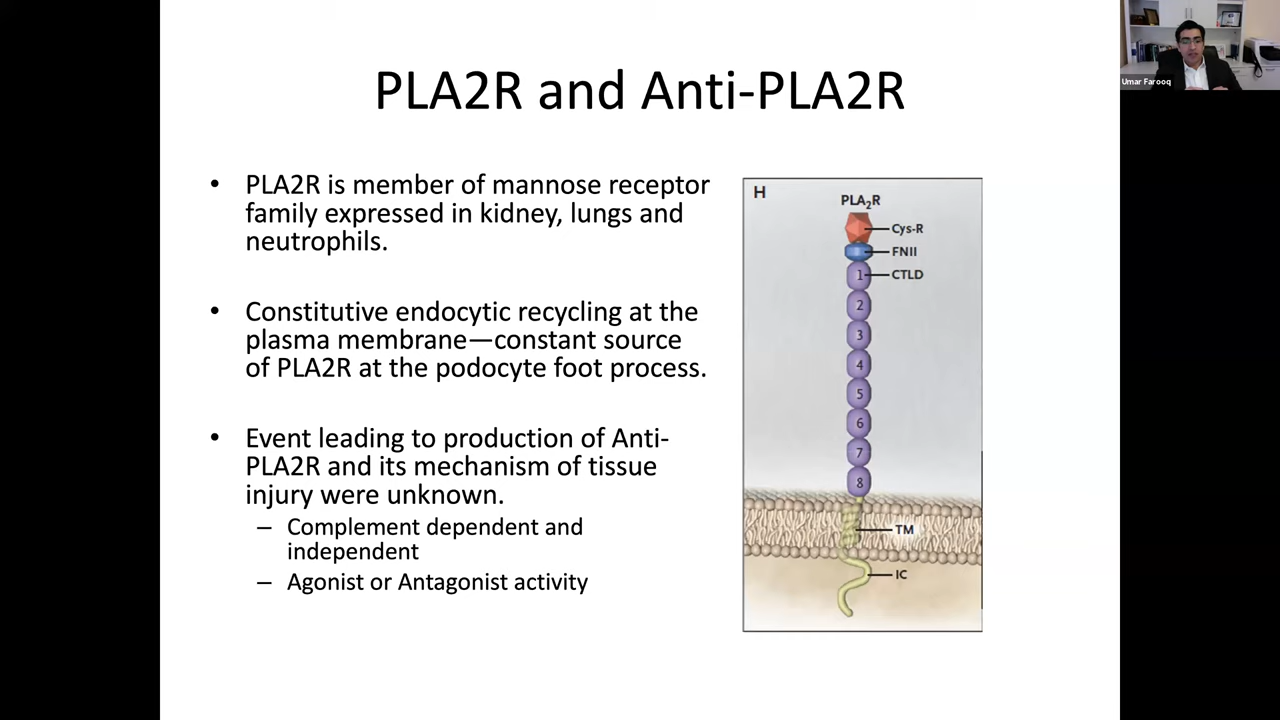 PLA2R and Anti-PLA2R
• PLA2R is member of mannose receptor
family expressed in kidney, lungs and
neutrophils.
• Constitutive endocytic recycling at the
plasma membrane—constant source
of PLA2R at the podocyte foot process.
• Event leading to production of Anti-
PLA2R and its mechanism of tissue
injury were unknown.
– Complement dependent and
independent
– Agonist or Antagonist activity
H
PLA2R
Cys-R
FNII
1 CTLD
2
3
4
5
6
7
8
TM
IC
Umar Farooq